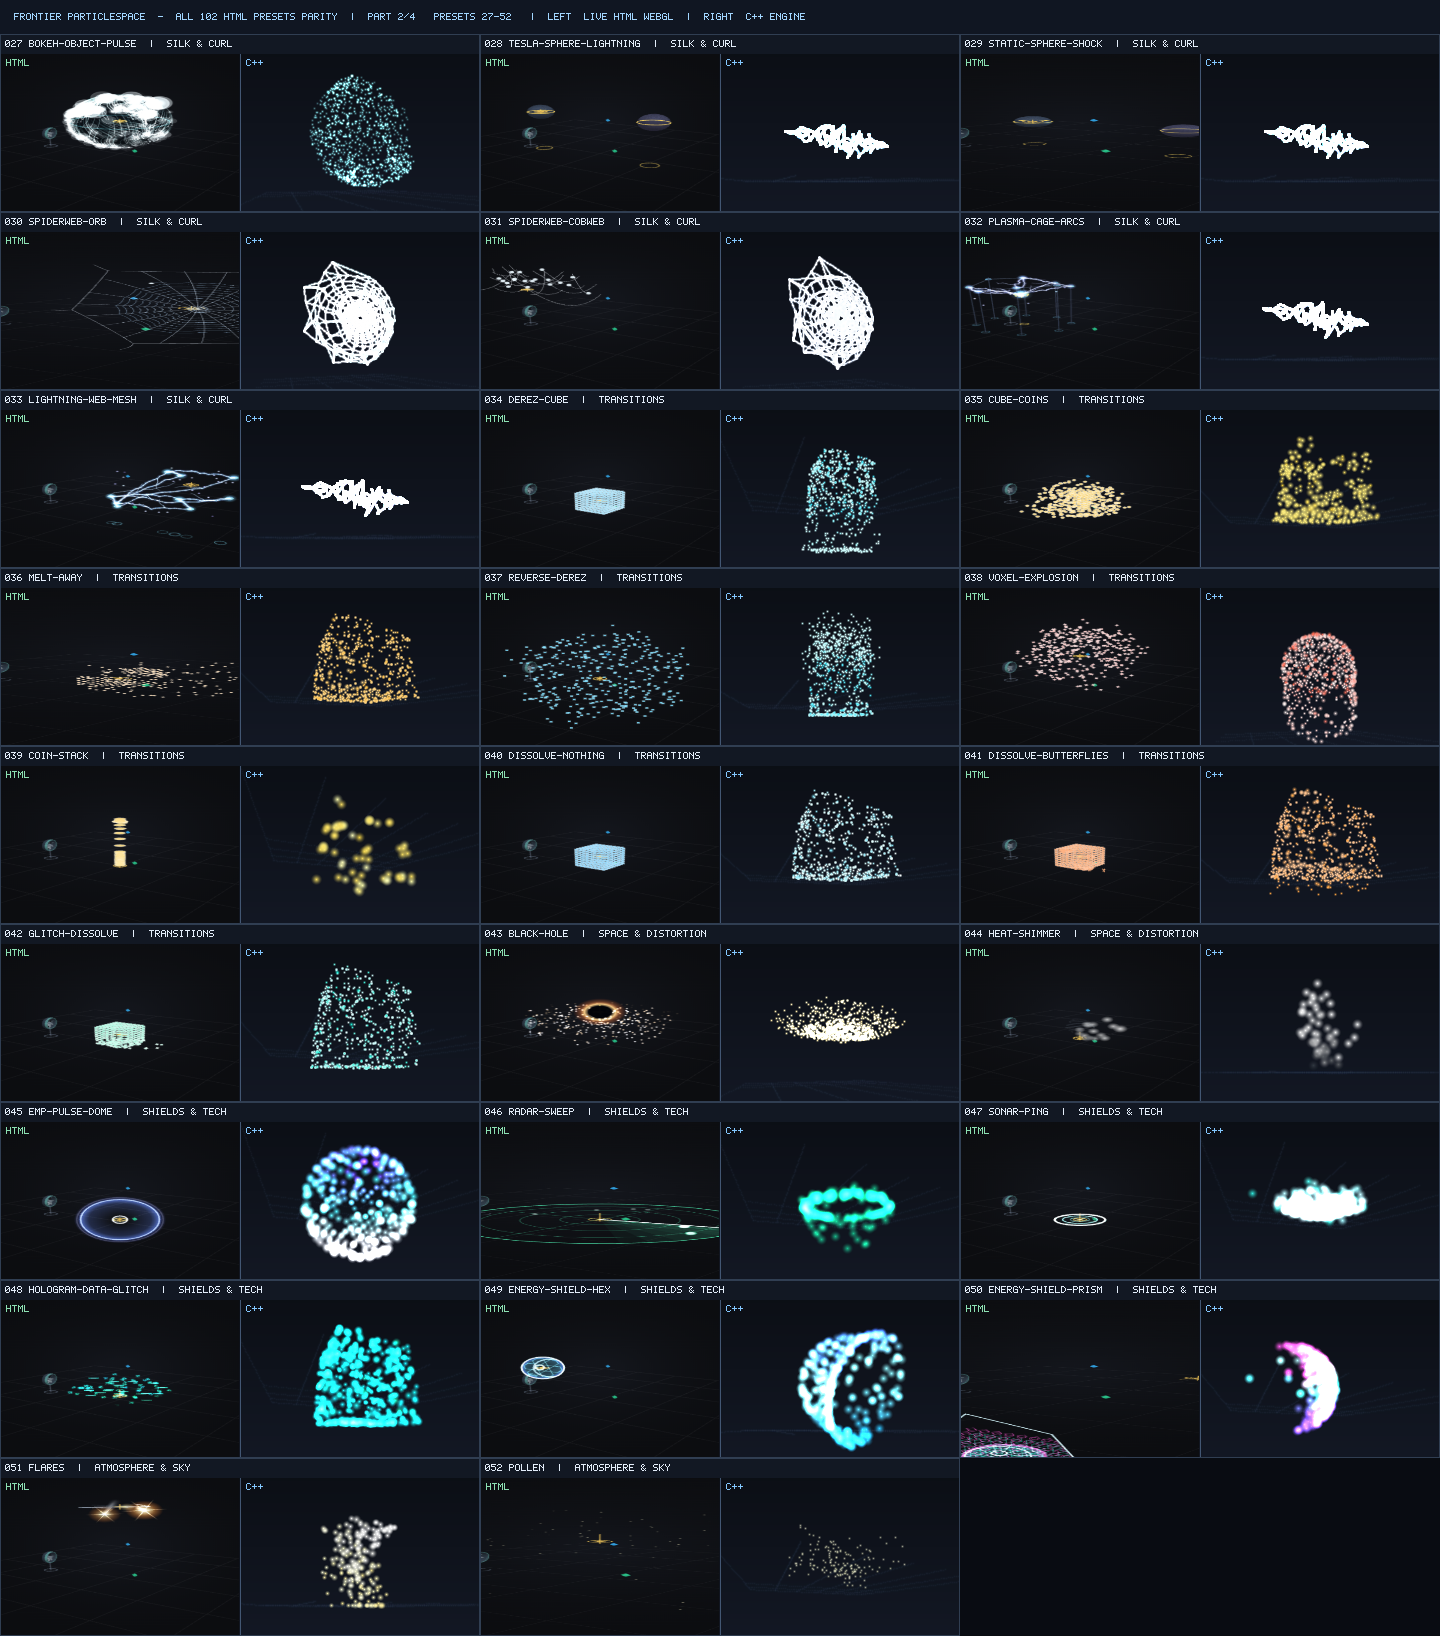 FRONTIER PARTICLESPACE – ALL 102 HTML PRESETS PARITY | PART 2/4 PRESETS 27-52 | LEFT LIVE HTML WEBGL | RIGHT C++ ENGINE
027 BOKEH-OBJECT-PULSE | SILK & CURL
HTML
C++
028 TESLA-SPHERE-LIGHTNING | SILK & CURL
HTML
C++
029 STATIC-SPHERE-SHOCK | SILK & CURL
HTML
C++
030 SPIDERWEB-ORB | SILK & CURL
HTML
C++
031 SPIDERWEB-COBWEB | SILK & CURL
HTML
C++
032 PLASMA-CAGE-ARCS | SILK & CURL
HTML
C++
033 LIGHTNING-WEB-MESH | SILK & CURL
HTML
C++
034 DEREZ-CUBE | TRANSITIONS
HTML
C++
035 CUBE-COINS | TRANSITIONS
HTML
C++
036 MELT-AWAY | TRANSITIONS
HTML
C++
037 REVERSE-DEREZ | TRANSITIONS
HTML
C++
038 VOXEL-EXPLOSION | TRANSITIONS
HTML
C++
039 COIN-STACK | TRANSITIONS
HTML
C++
040 DISSOLVE-NOTHING | TRANSITIONS
HTML
C++
041 DISSOLVE-BUTTERFLIES | TRANSITIONS
HTML
C++
042 GLITCH-DISSOLVE | TRANSITIONS
HTML
C++
043 BLACK-HOLE | SPACE & DISTORTION
HTML
C++
044 HEAT-SHIMMER | SPACE & DISTORTION
HTML
C++
045 EMP-PULSE-DOME | SHIELDS & TECH
HTML
C++
046 RADAR-SWEEP | SHIELDS & TECH
HTML
C++
047 SONAR-PING | SHIELDS & TECH
HTML
C++
048 HOLOGRAM-DATA-GLITCH | SHIELDS & TECH
HTML
C++
049 ENERGY-SHIELD-HEX | SHIELDS & TECH
HTML
C++
050 ENERGY-SHIELD-PRISM | SHIELDS & TECH
HTML
C++
051 FLARES | ATMOSPHERE & SKY
HTML
C++
052 POLLEN | ATMOSPHERE & SKY
HTML
C++